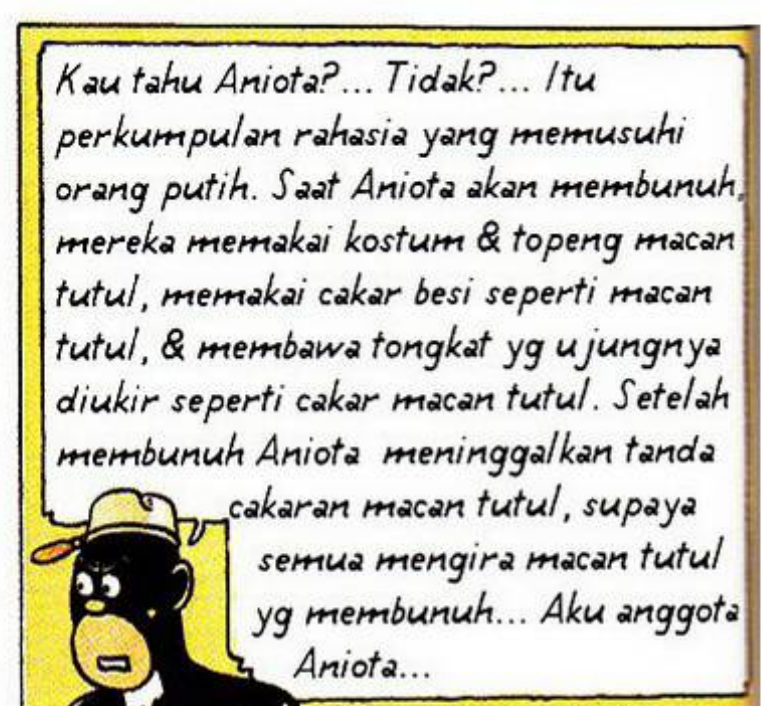 Kau tahu Aniota?... Tidak?... Itu
perkumpulan rahasia yang memusuhi
orang putih. Saat Aniota akan membunuh,
mereka memakai kostum & topeng macan
tutul, memakai cakar besi seperti macan
tutul, & membawa tongkat yg ujungnya
diukir seperti cakar macan tutul. Setelah
membunuh Aniota meninggalkan tanda
cakaran macan tutul, supaya
semua mengira macan tutul
yg membunuh... Aku anggota
Aniota...